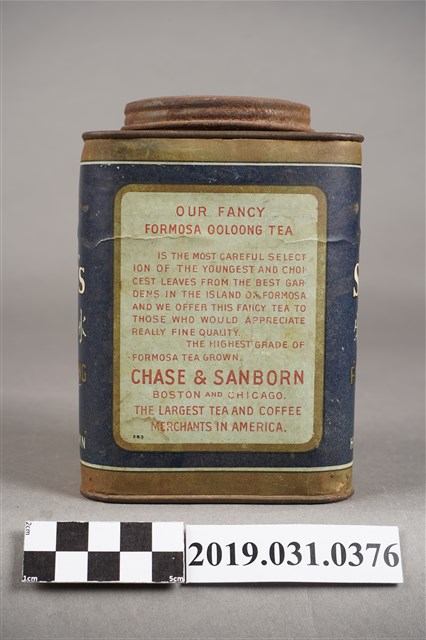 OUR FANCY
FORMOSA OOLOONG TEA
IS THE MOST CAREFUL SELECT
ION OF THE YOUNGEST AND CHOI
CEST LEAVES FROM THE BEST GAR
DENS IN THE ISLAND OF FORMOSA
AND WE OFFER THIS FANCY TEA TO
THOSE WHO WOULD APPRECIATE
REALLY FINE QUALITY.
THE HIGHEST GRADE OF
FORMOSA TEA GROWN.
CHASE & SANBORN
BOSTON AND CHICAGO.
THE LARGEST TEA AND COFFEE
MERCHANTS IN AMERICA.
2cm
1cm
5cm
2019.031.0376